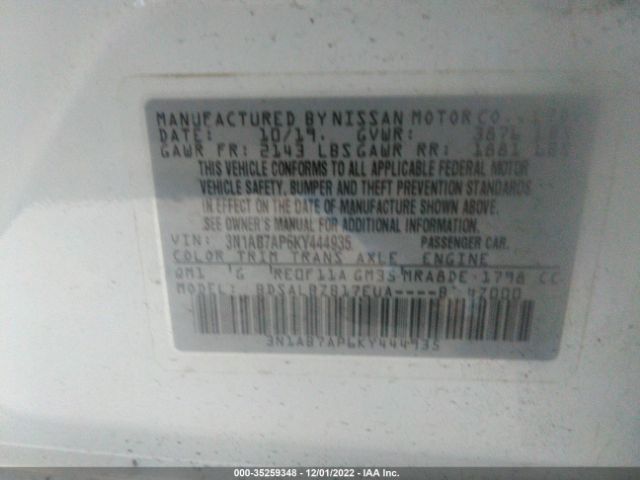 MANUFACTURED BY NISSAN MOTOR CO.,
DATE: 10/19. GVWR: 3876 LBS
GAWR FR: 2143 LBS GAWR RR: 1881 LBS
THIS VEHICLE CONFORMS TO ALL APPLICABLE FEDERAL MOTOR
VEHICLE SAFETY, BUMPER AND THEFT PREVENTION STANDARDS
IN EFFECT ON THE DATE OF MANUFACTURE SHOWN ABOVE.
SEE OWNER'S MANUAL FOR ADDITIONAL INFORMATION
VIN: 3N1AB7AP6KY444935 PASSENGER CAR.
COLOR TRIM TRANS AXLE ENGINE
QM1 G RE0F11A GM35 MRA8DE 1798 CC
MODEL:
3N1AB7AP6KY444935
000-35259348 - 12/01/2022 - IAA Inc.